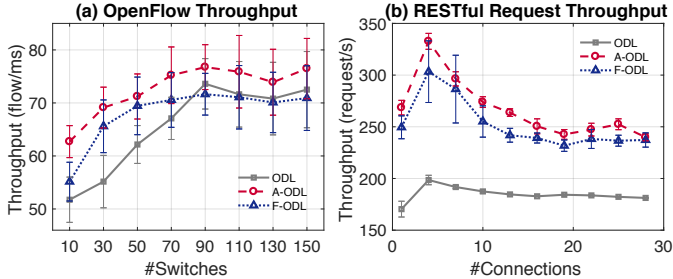 (a) OpenFlow Throughput
Throughput (flow/ms)
80
70
60
50
ODL
A-ODL
F-ODL
10 30 50 70 90 110 130 150
#Switches
(b) RESTful Request Throughput
Throughput (request/s)
350
300
250
200
150
ODL
A-ODL
F-ODL
0 10 20 30
#Connections